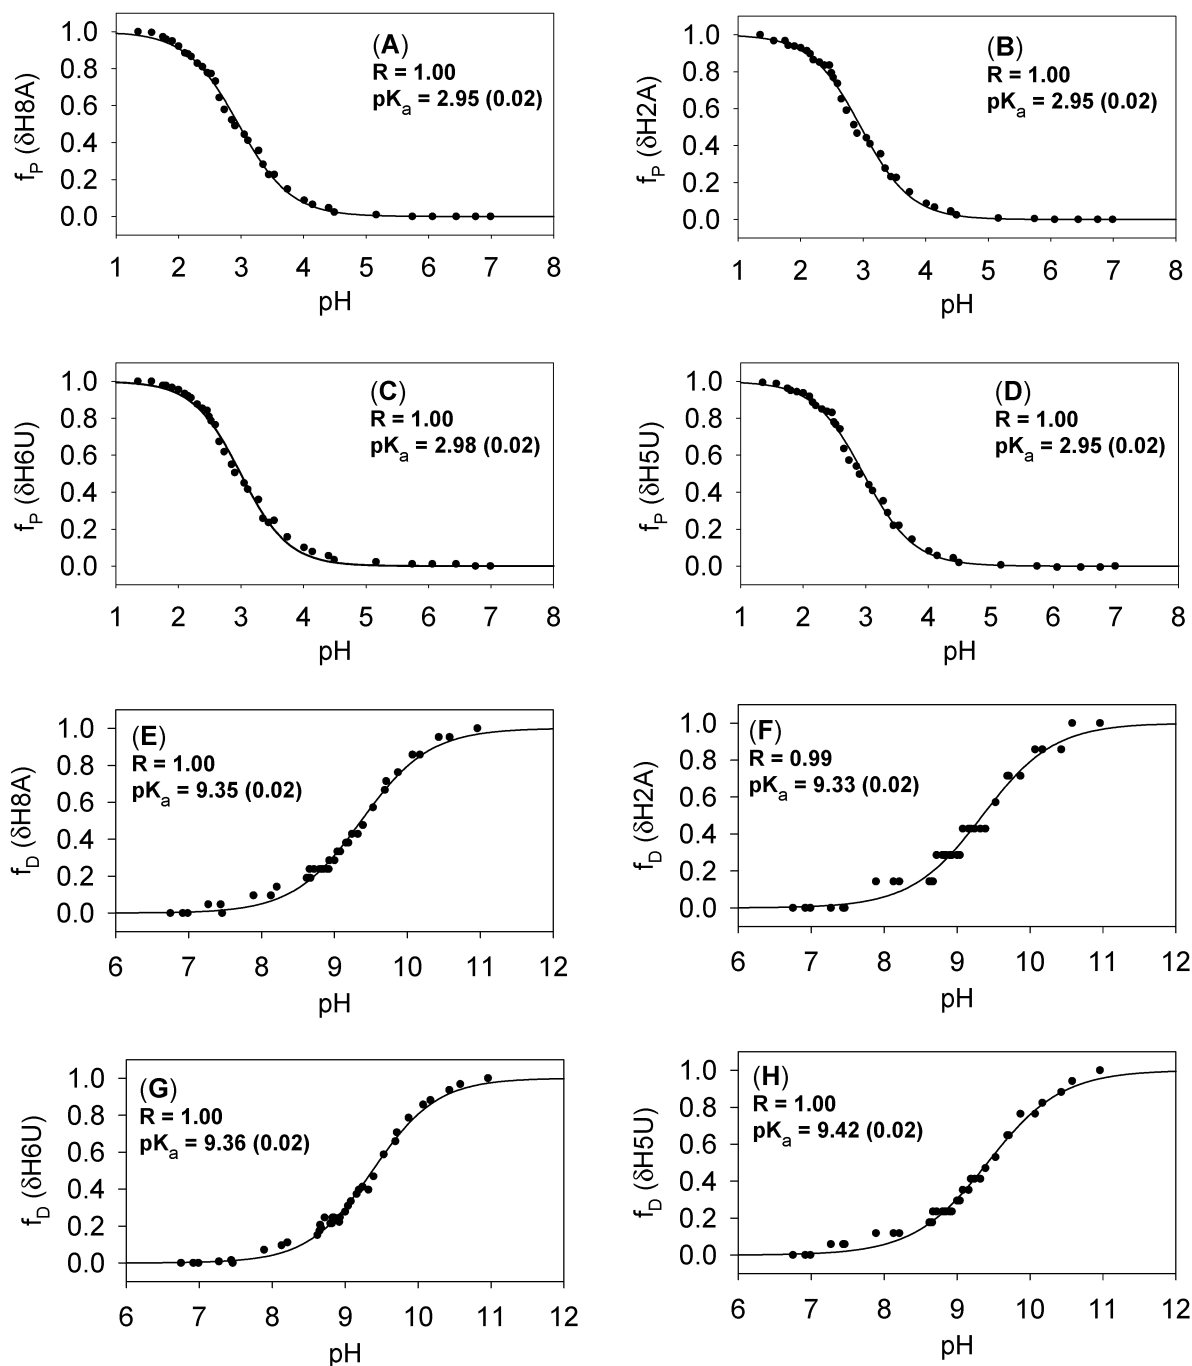 (A)
R = 1.00
pKa = 2.95 (0.02)
fP (δH8A)
1.0
0.8
0.6
0.4
0.2
0.0
1 2 3 4 5 6 7 8
pH
(B)
R = 1.00
pKa = 2.95 (0.02)
fP (δH2A)
1.0
0.8
0.6
0.4
0.2
0.0
1 2 3 4 5 6 7 8
pH
(C)
R = 1.00
pKa = 2.98 (0.02)
fP (δH6U)
1.0
0.8
0.6
0.4
0.2
0.0
1 2 3 4 5 6 7 8
pH
(D)
R = 1.00
pKa = 2.95 (0.02)
fP (δH5U)
1.0
0.8
0.6
0.4
0.2
0.0
1 2 3 4 5 6 7 8
pH
(E)
R = 1.00
pKa = 9.35 (0.02)
fD (δH8A)
1.0
0.8
0.6
0.4
0.2
0.0
6 7 8 9 10 11 12
pH
(F)
R = 0.99
pKa = 9.33 (0.02)
fD (δH2A)
1.0
0.8
0.6
0.4
0.2
0.0
6 7 8 9 10 11 12
pH
(G)
R = 1.00
pKa = 9.36 (0.02)
fD (δH6U)
1.0
0.8
0.6
0.4
0.2
0.0
6 7 8 9 10 11 12
pH
(H)
R = 1.00
pKa = 9.42 (0.02)
fD (δH5U)
1.0
0.8
0.6
0.4
0.2
0.0
6 7 8 9 10 11 12
pH